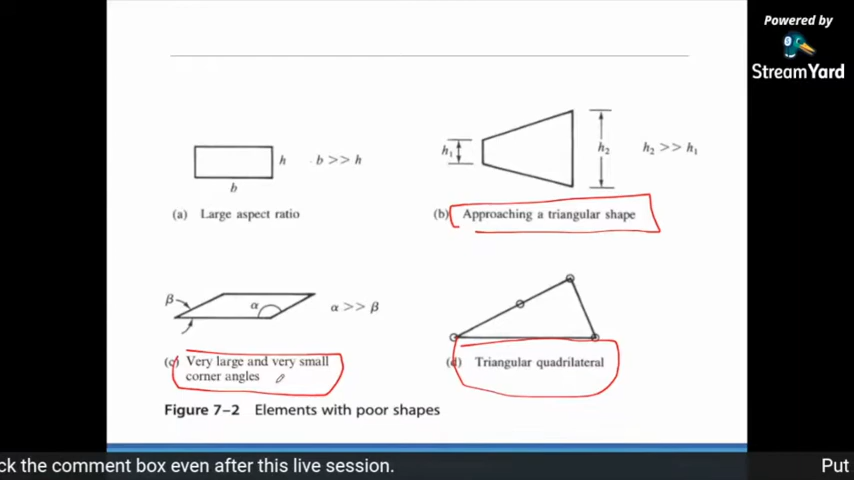 Powered by
StreamYard
h
b >> h
b
(a) Large aspect ratio
h₁
h₂
h₂ >> h₁
(b) Approaching a triangular shape
β
α
α >> β
(c) Very large and very small
corner angles
(d) Triangular quadrilateral
Figure 7–2 Elements with poor shapes
ck the comment box even after this live session.
Put